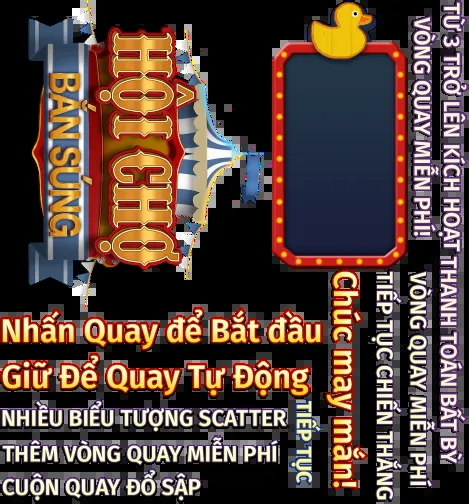 HỘI CHỢ
BẮN SÚNG
TỪ 3 TRỞ LÊN KÍCH HOẠT THANH TOÁN BẤT KỲ
VÒNG QUAY MIỄN PHÍ!
VÒNG QUAY MIỄN PHÍ
TIẾP TỤC CHIẾN THẮNG
Chúc may mắn!
Nhấn Quay để Bắt đầu
Giữ Để Quay Tự Động
TIẾP TỤC
NHIỀU BIỂU TƯỢNG SCATTER
THÊM VÒNG QUAY MIỄN PHÍ
CUỘN QUAY ĐỔ SẬP